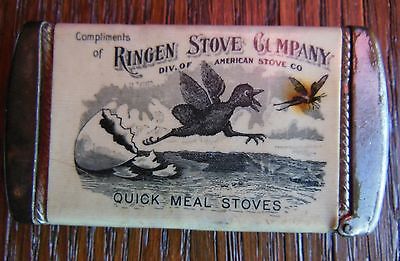 Compliments
of RINGEN STOVE COMPANY
DIV. OF AMERICAN STOVE CO
QUICK MEAL STOVES